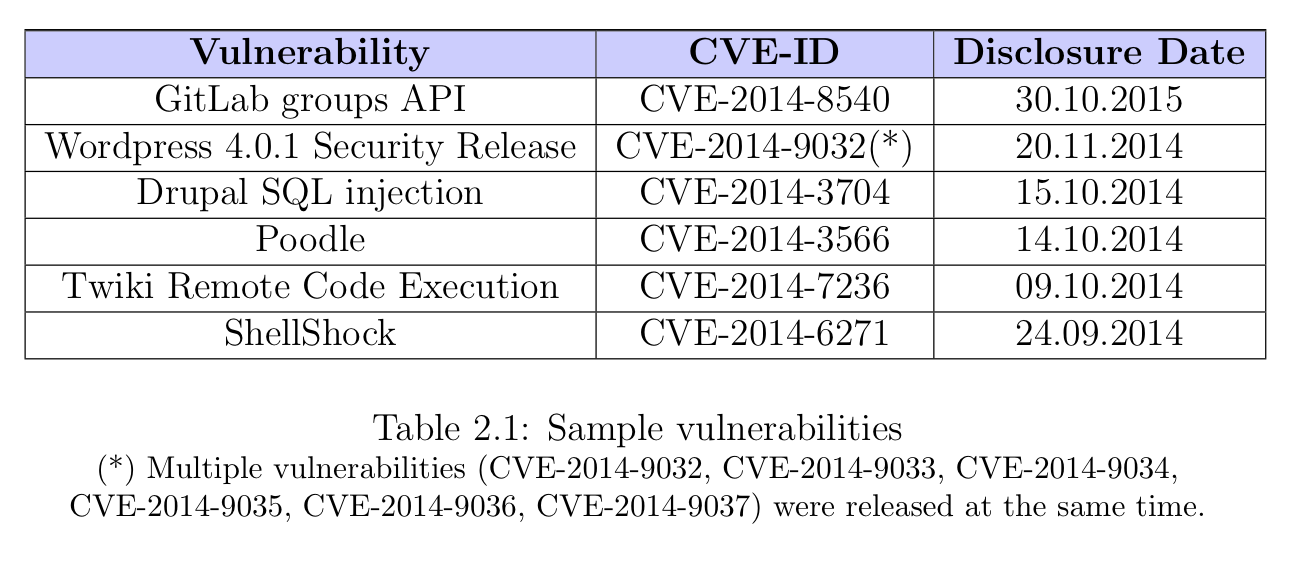 Vulnerability CVE-ID Disclosure Date
GitLab groups API CVE-2014-8540 30.10.2015
Wordpress 4.0.1 Security Release CVE-2014-9032(*) 20.11.2014
Drupal SQL injection CVE-2014-3704 15.10.2014
Poodle CVE-2014-3566 14.10.2014
Twiki Remote Code Execution CVE-2014-7236 09.10.2014
ShellShock CVE-2014-6271 24.09.2014
Table 2.1: Sample vulnerabilities
(*) Multiple vulnerabilities (CVE-2014-9032, CVE-2014-9033, CVE-2014-9034,
CVE-2014-9035, CVE-2014-9036, CVE-2014-9037) were released at the same time.